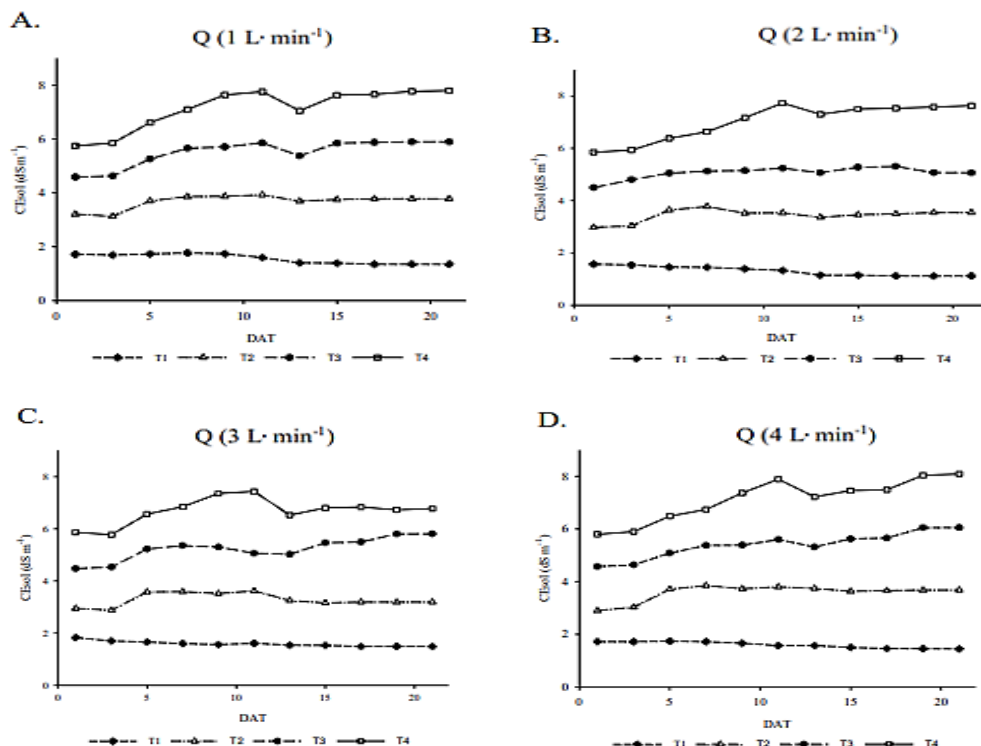 A.
Q (1 L· min⁻¹)
8
6
4
2
0
CEsol (dS m⁻¹)
0 5 10 15 20
DAT
T1 T2 T3 T4
B.
Q (2 L· min⁻¹)
8
6
4
2
0
CEsol (dS m⁻¹)
0 5 10 15 20
DAT
T1 T2 T3 T4
C.
Q (3 L· min⁻¹)
8
6
4
2
0
CEsol (dS m⁻¹)
0 5 10 15 20
DAT
T1 T2 T3 T4
D.
Q (4 L· min⁻¹)
8
6
4
2
0
CEsol (dS m⁻¹)
0 5 10 15 20
DAT
T1 T2 T3 T4